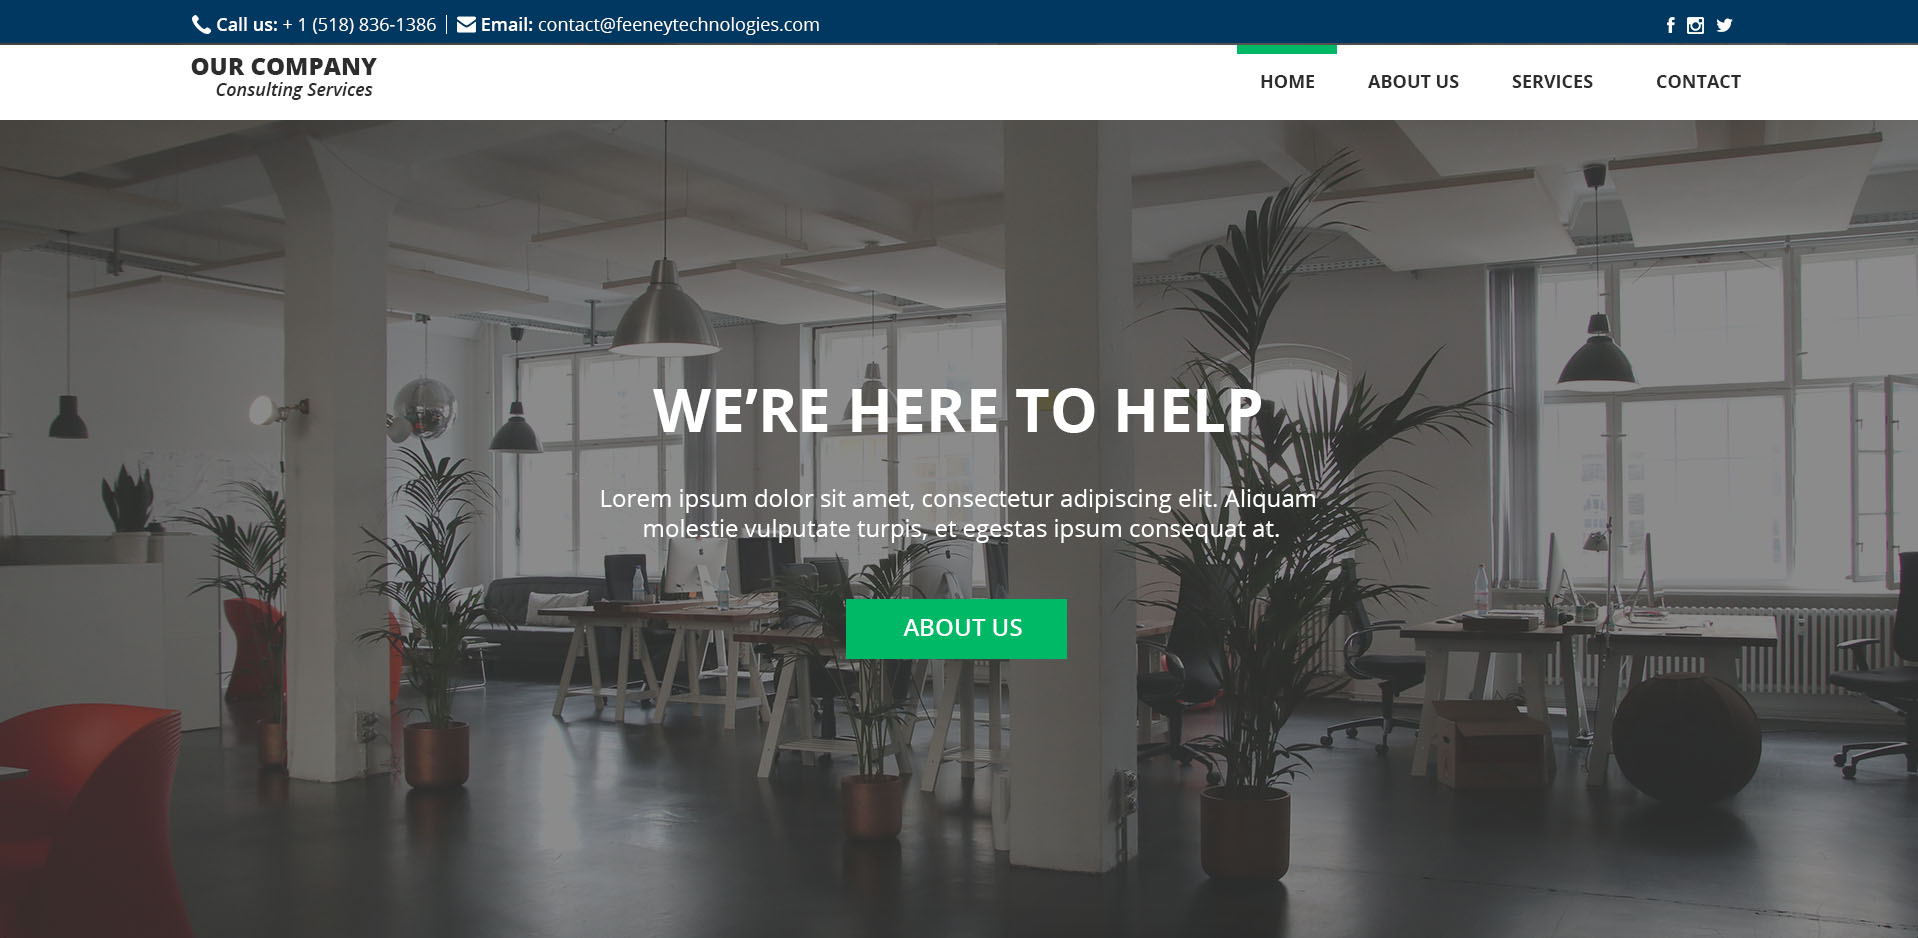 Call us: + 1 (518) 836-1386 | Email: contact@feeneytechnologies.com
OUR COMPANY
Consulting Services
HOME ABOUT US SERVICES CONTACT
WE’RE HERE TO HELP
Lorem ipsum dolor sit amet, consectetur adipiscing elit. Aliquam
molestie vulputate turpis, et egestas ipsum consequat at.
ABOUT US